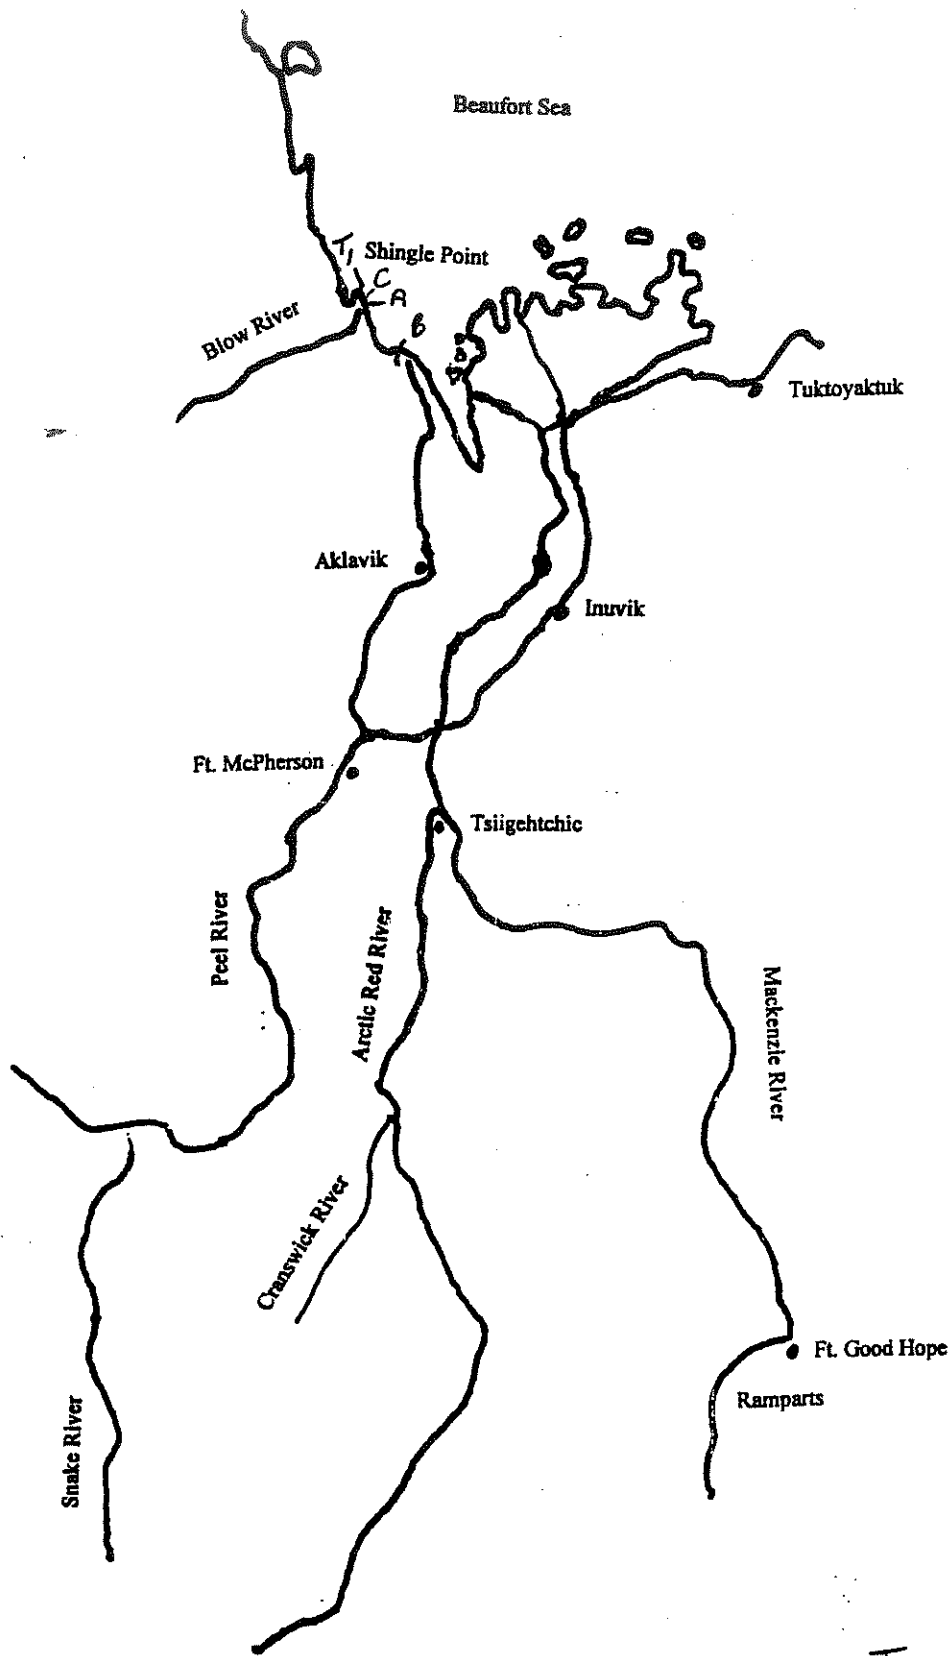 Beaufort Sea
T1
Shingle Point
C
A
B
Blow River
Tuktoyaktuk
Aklavik
Inuvik
Ft. McPherson
Tsiigehtchic
Peel River
Arctic Red River
Mackenzie River
Cranswick River
Ft. Good Hope
Ramparts
Snake River